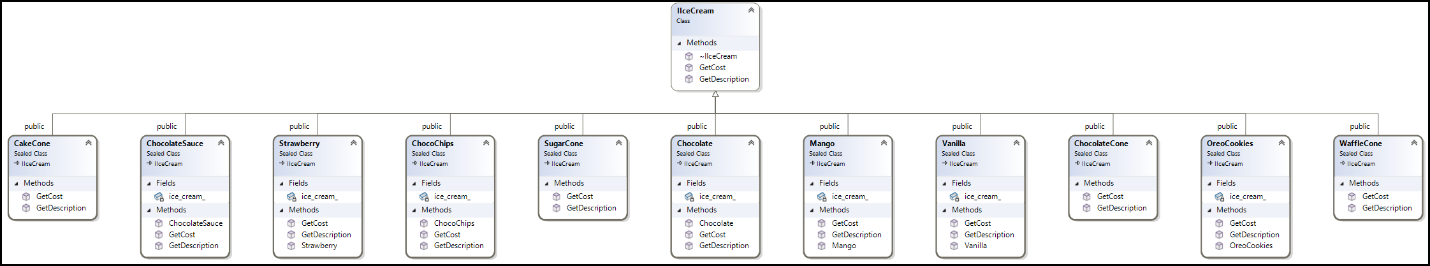 IIceCream
Class
Methods
~IIceCream
GetCost
GetDescription
public public public public public public public public public public public
CakeCone
Sealed Class
IIceCream
Methods
GetCost
GetDescription
ChocolateSauce
Sealed Class
IIceCream
Fields
ice_cream_
Methods
ChocolateSauce
GetCost
GetDescription
Strawberry
Sealed Class
IIceCream
Fields
ice_cream_
Methods
GetCost
GetDescription
Strawberry
ChocoChips
Sealed Class
IIceCream
Fields
ice_cream_
Methods
ChocoChips
GetCost
GetDescription
SugarCone
Sealed Class
IIceCream
Methods
GetCost
GetDescription
Chocolate
Sealed Class
IIceCream
Fields
ice_cream_
Methods
Chocolate
GetCost
GetDescription
Mango
Sealed Class
IIceCream
Fields
ice_cream_
Methods
GetCost
GetDescription
Mango
Vanilla
Sealed Class
IIceCream
Fields
ice_cream_
Methods
GetCost
GetDescription
Vanilla
ChocolateCone
Sealed Class
IIceCream
Methods
GetCost
GetDescription
OreoCookies
Sealed Class
IIceCream
Fields
ice_cream_
Methods
GetCost
GetDescription
OreoCookies
WaffleCone
Sealed Class
IIceCream
Methods
GetCost
GetDescription